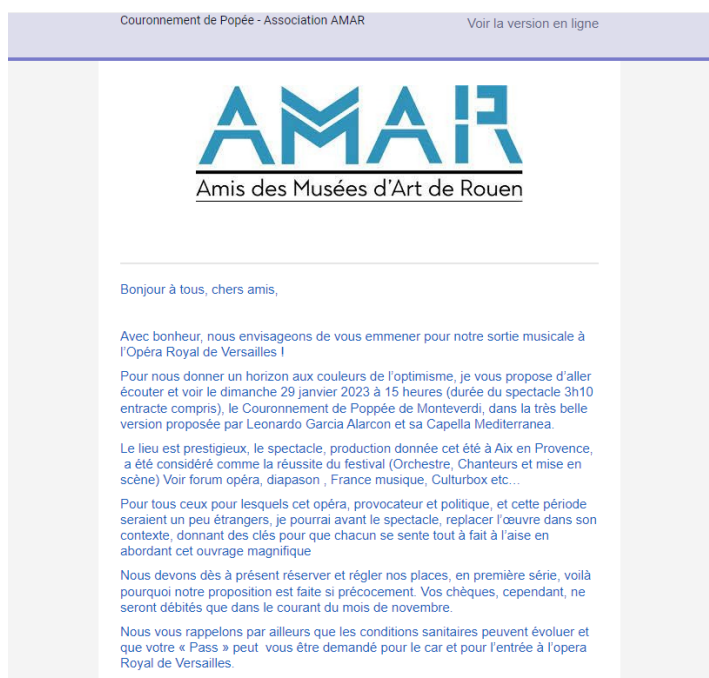 Couronnement de Popée - Association AMAR
Voir la version en ligne
AMAR
Amis des Musées d'Art de Rouen
Bonjour à tous, chers amis,
Avec bonheur, nous envisageons de vous emmener pour notre sortie musicale à
l'Opéra Royal de Versailles !
Pour nous donner un horizon aux couleurs de l'optimisme, je vous propose d'aller
écouter et voir le dimanche 29 janvier 2023 à 15 heures (durée du spectacle 3h10
entracte compris), le Couronnement de Poppée de Monteverdi, dans la très belle
version proposée par Leonardo Garcia Alarcon et sa Capella Mediterranea.
Le lieu est prestigieux, le spectacle, production donnée cet été à Aix en Provence,
a été considéré comme la réussite du festival (Orchestre, Chanteurs et mise en
scène) Voir forum opéra, diapason , France musique, Culturbox etc…
Pour tous ceux pour lesquels cet opéra, provocateur et politique, et cette période
seraient un peu étrangers, je pourrai avant le spectacle, replacer l'œuvre dans son
contexte, donnant des clés pour que chacun se sente tout à fait à l'aise en
abordant cet ouvrage magnifique
Nous devons dès à présent réserver et régler nos places, en première série, voilà
pourquoi notre proposition est faite si précocement. Vos chèques, cependant, ne
seront débités que dans le courant du mois de novembre.
Nous vous rappelons par ailleurs que les conditions sanitaires peuvent évoluer et
que votre « Pass » peut vous être demandé pour le car et pour l'entrée à l'opera
Royal de Versailles.